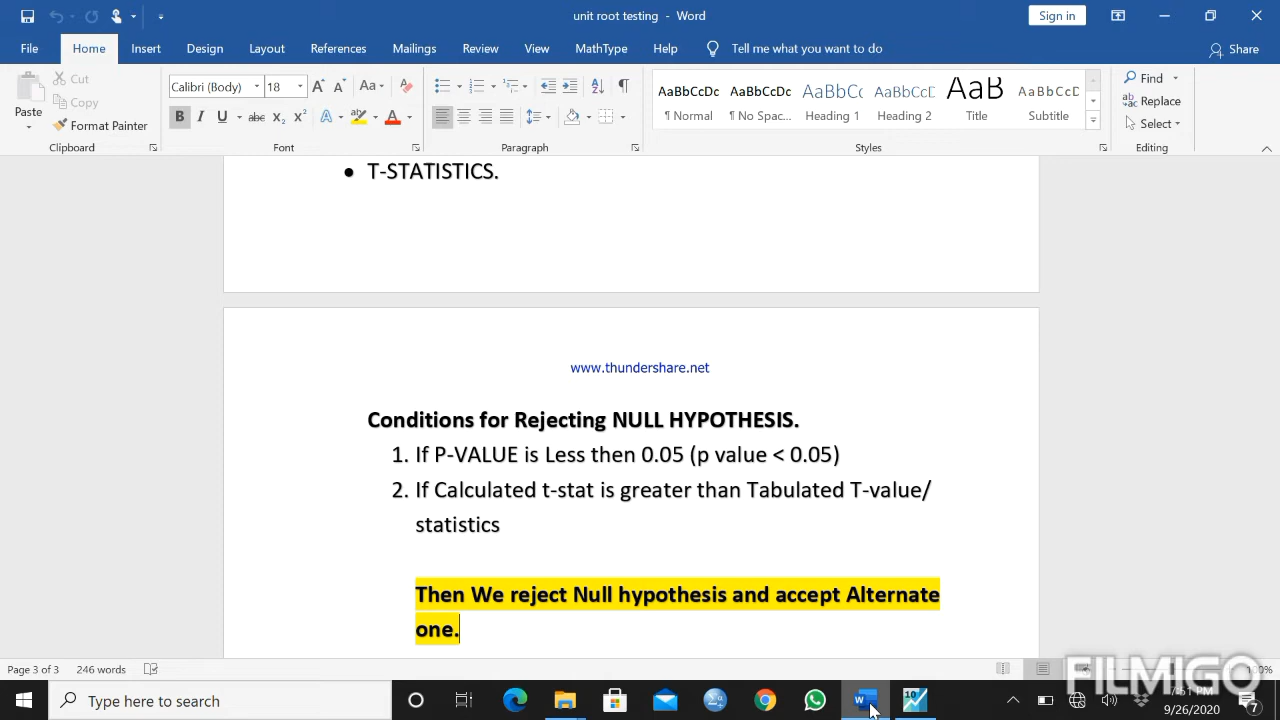 unit root testing - Word
Sign in
File Home Insert Design Layout References Mailings Review View MathType Help Tell me what you want to do Share
Paste
Cut
Copy
Format Painter
Clipboard
Calibri (Body) 18
Font
Paragraph
AaBbCcDc ¶ Normal
AaBbCcDc ¶ No Spac...
AaBbCc Heading 1
AaBbCcD Heading 2
AaB Title
AaBbCcD Subtitle
Styles
Find
Replace
Select
Editing
• T-STATISTICS.
www.thundershare.net
Conditions for Rejecting NULL HYPOTHESIS.
1. If P-VALUE is Less then 0.05 (p value < 0.05)
2. If Calculated t-stat is greater than Tabulated T-value/
statistics
Then We reject Null hypothesis and accept Alternate
one.
Page 3 of 3 246 words 100%
FILMIGO
Type here to search
7:51 PM
9/26/2020